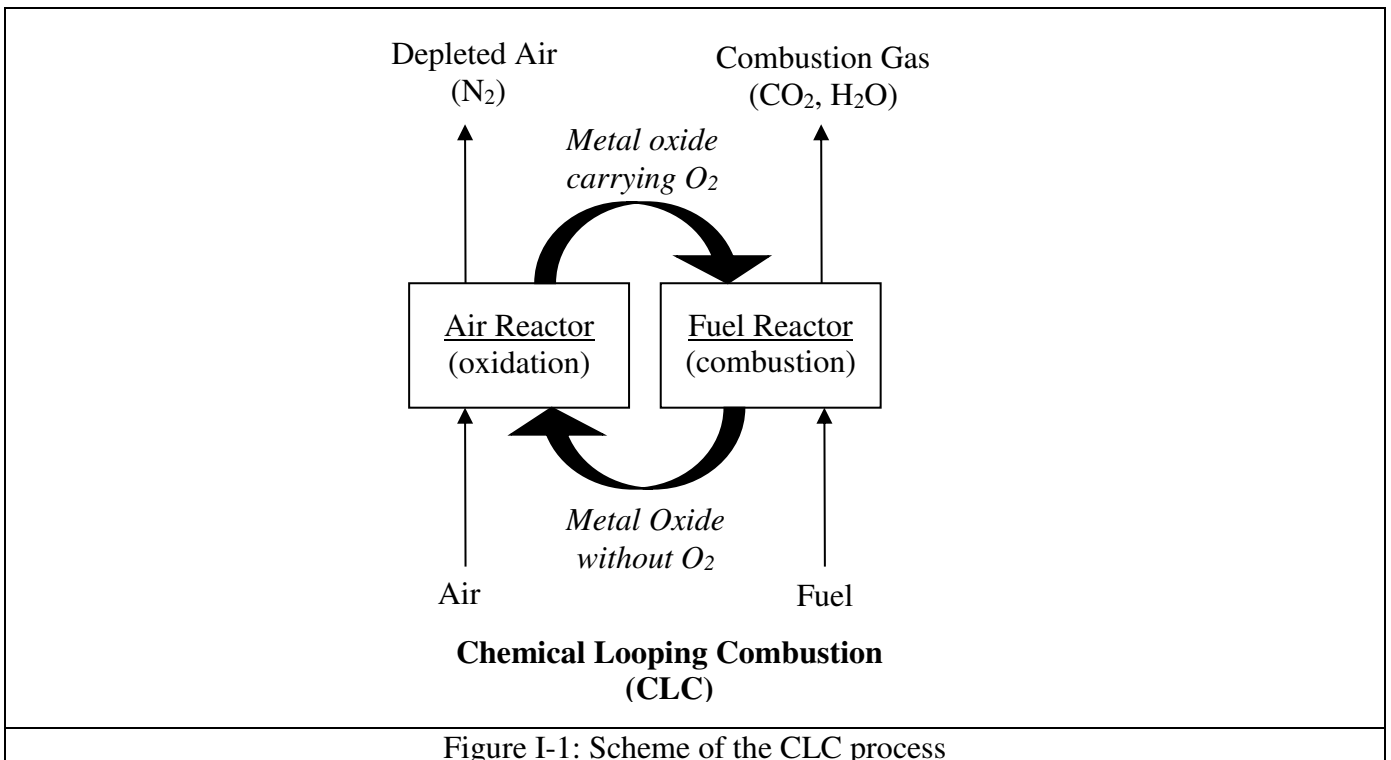 Depleted Air
(N₂)
Combustion Gas
(CO₂, H₂O)
Metal oxide
carrying O₂
Air Reactor
(oxidation)
Fuel Reactor
(combustion)
Metal Oxide
without O₂
Air
Fuel
Chemical Looping Combustion
(CLC)
Figure I-1: Scheme of the CLC process